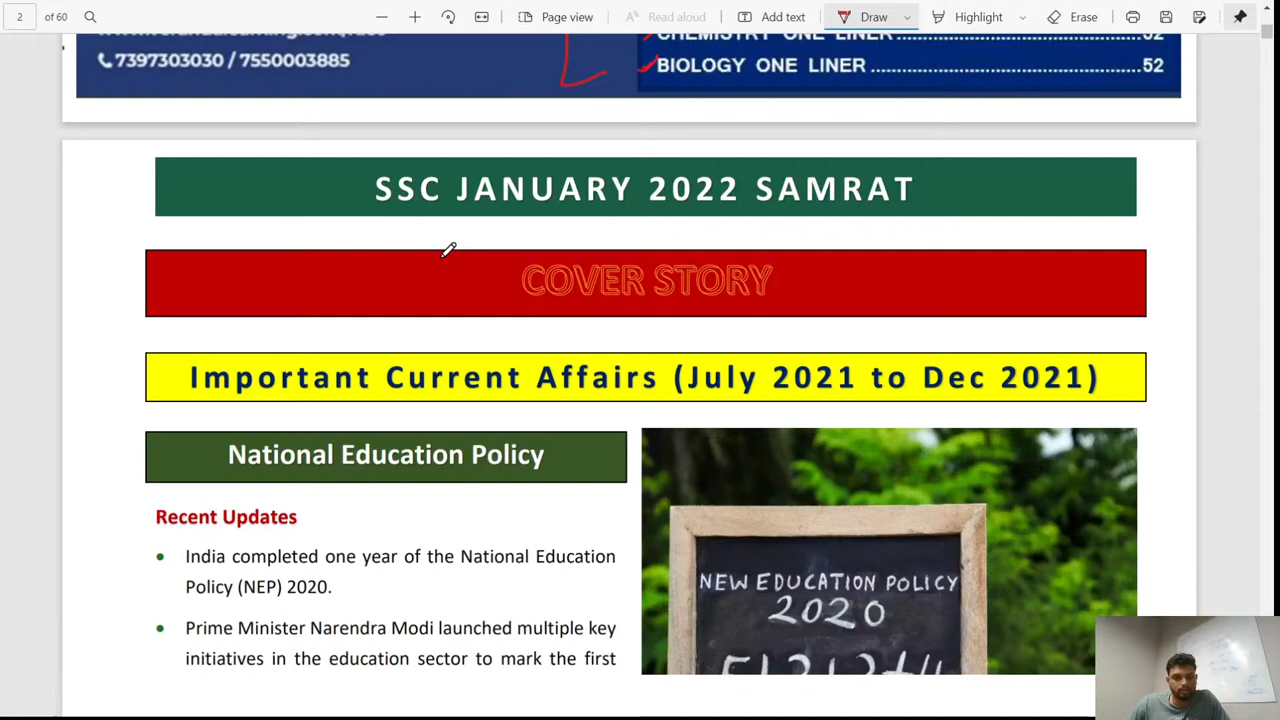 2
of 60
Page view
Read aloud
Add text
Draw
Highlight
Erase
7397303030 / 7550003885
CHEMISTRY ONE LINER
BIOLOGY ONE LINER 52
SSC JANUARY 2022 SAMRAT
COVER STORY
Important Current Affairs (July 2021 to Dec 2021)
National Education Policy
Recent Updates
• India completed one year of the National Education
Policy (NEP) 2020.
• Prime Minister Narendra Modi launched multiple key
initiatives in the education sector to mark the first
NEW EDUCATION POLICY
2020